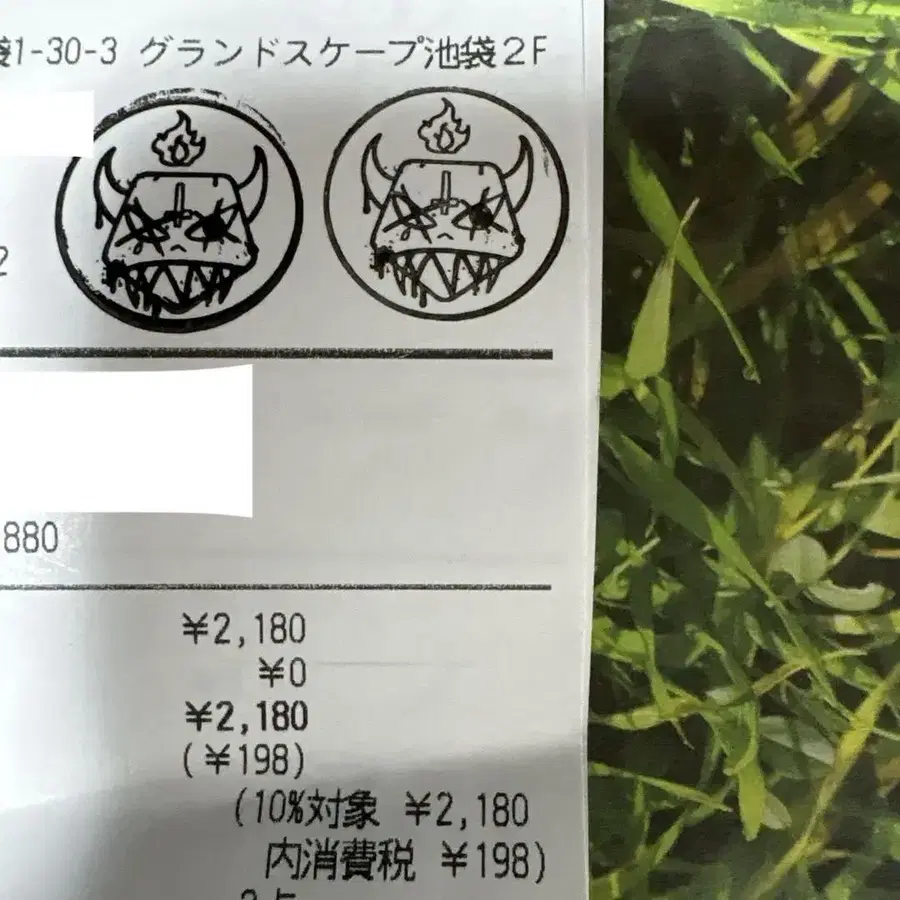 袋1-30-3 グランドスケープ池袋2F
2
880
¥2,180
¥0
¥2,180
(¥198)
(10%対象 ¥2,180
内消費税 ¥198)